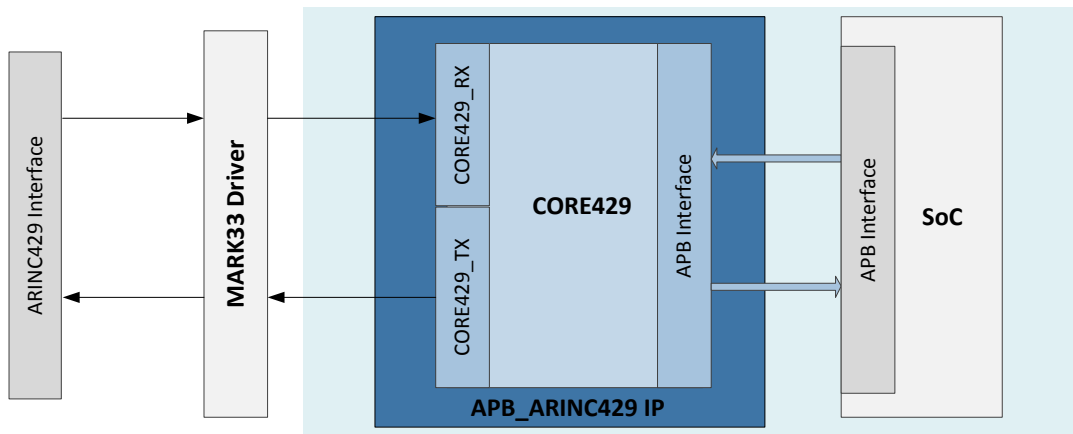 ARINC429 Interface
MARK33 Driver
CORE429_RX
CORE429_TX
CORE429
APB Interface
APB_ARINC429 IP
APB Interface
SoC